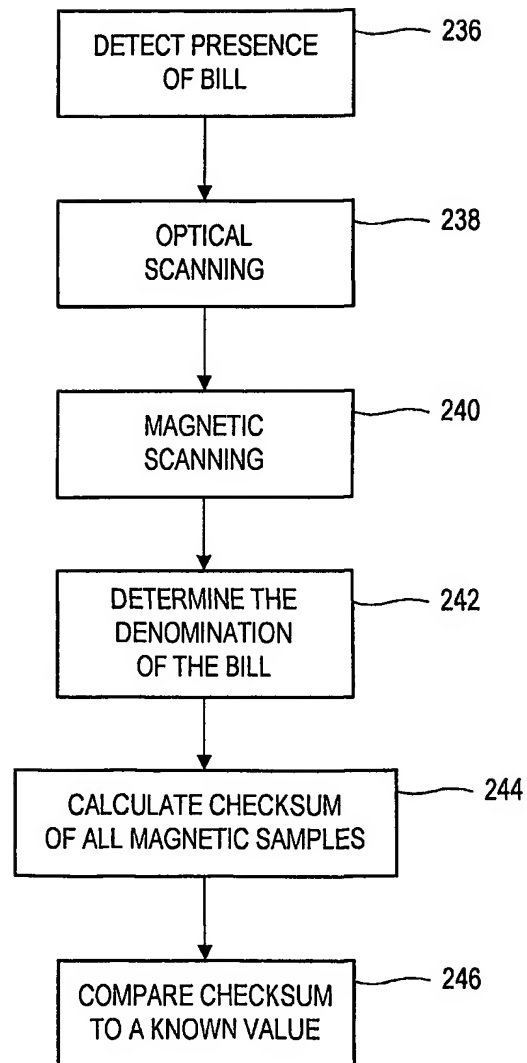 DETECT PRESENCE
OF BILL
236
OPTICAL
SCANNING
238
MAGNETIC
SCANNING
240
DETERMINE THE
DENOMINATION
OF THE BILL
242
CALCULATE CHECKSUM
OF ALL MAGNETIC SAMPLES
244
COMPARE CHECKSUM
TO A KNOWN VALUE
246